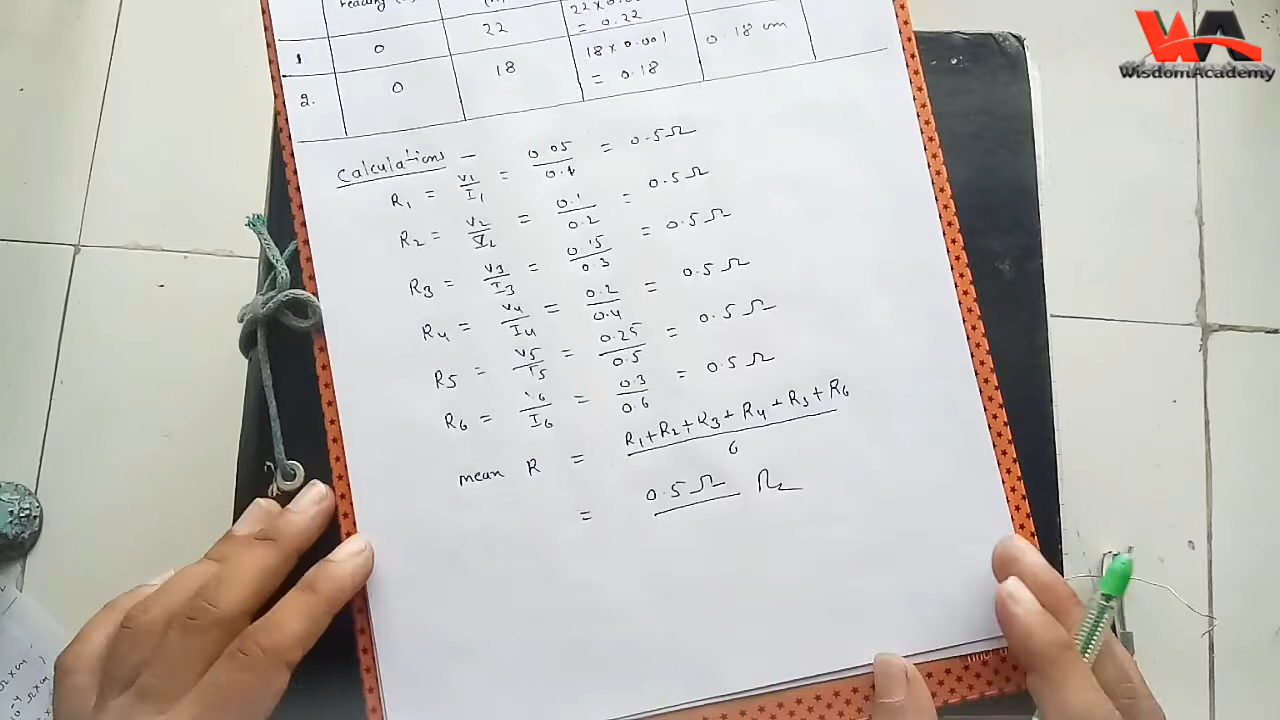 WA
WisdomAcademy
Reading
1 0 22 = 0.22
2. 0 18 18 x 0.001 = 0.18 0.18 cm
Calculations -
R1 = V1/I1 = 0.05/0.1 = 0.5 Ω
R2 = V2/I2 = 0.1/0.2 = 0.5 Ω
R3 = V3/I3 = 0.15/0.3 = 0.5 Ω
R4 = V4/I4 = 0.2/0.4 = 0.5 Ω
R5 = V5/I5 = 0.25/0.5 = 0.5 Ω
R6 = V6/I6 = 0.3/0.6 = 0.5 Ω
mean R = R1+R2+R3+R4+R5+R6/6
= 0.5 Ω